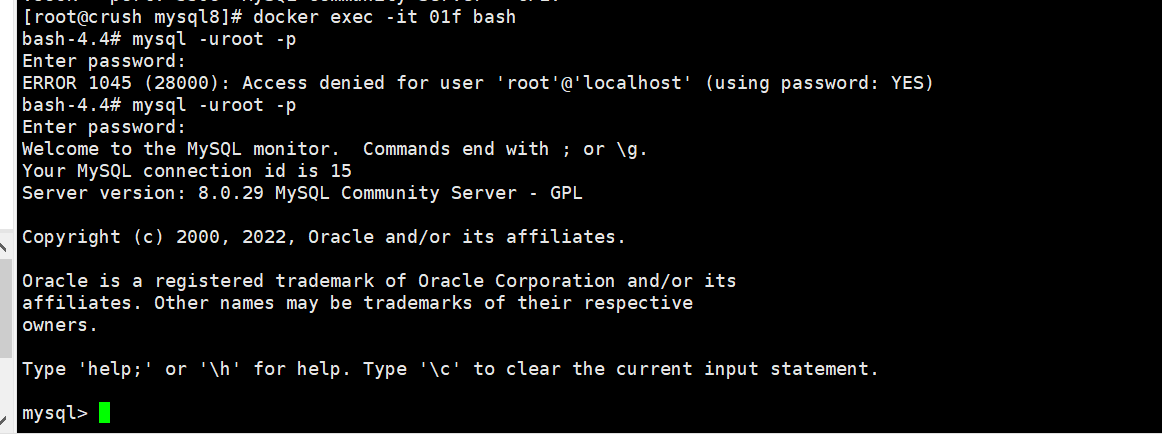 [root@crush mysql8]# docker exec -it 01f bash
bash-4.4# mysql -uroot -p
Enter password:
ERROR 1045 (28000): Access denied for user 'root'@'localhost' (using password: YES)
bash-4.4# mysql -uroot -p
Enter password:
Welcome to the MySQL monitor.  Commands end with ; or \g.
Your MySQL connection id is 15
Server version: 8.0.29 MySQL Community Server - GPL
Copyright (c) 2000, 2022, Oracle and/or its affiliates.
Oracle is a registered trademark of Oracle Corporation and/or its
affiliates. Other names may be trademarks of their respective
owners.
Type 'help;' or '\h' for help. Type '\c' to clear the current input statement.
mysql>